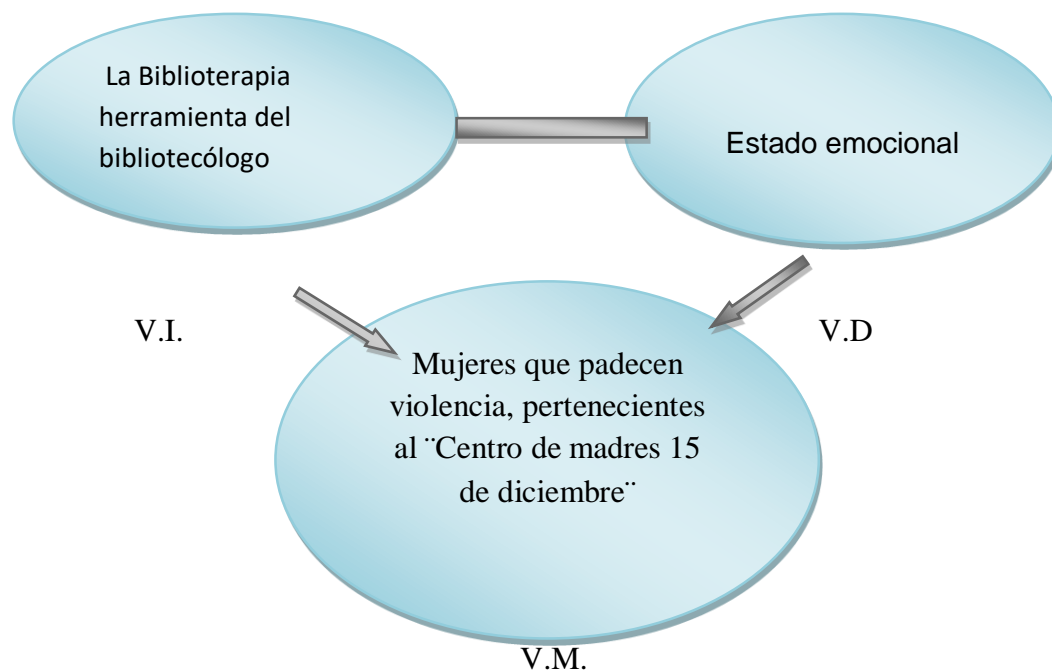 La Biblioterapia
herramienta del
bibliotecólogo
Estado emocional
V.I.
V.D
Mujeres que padecen
violencia, pertenecientes
al ¨Centro de madres 15
de diciembre¨
V.M.